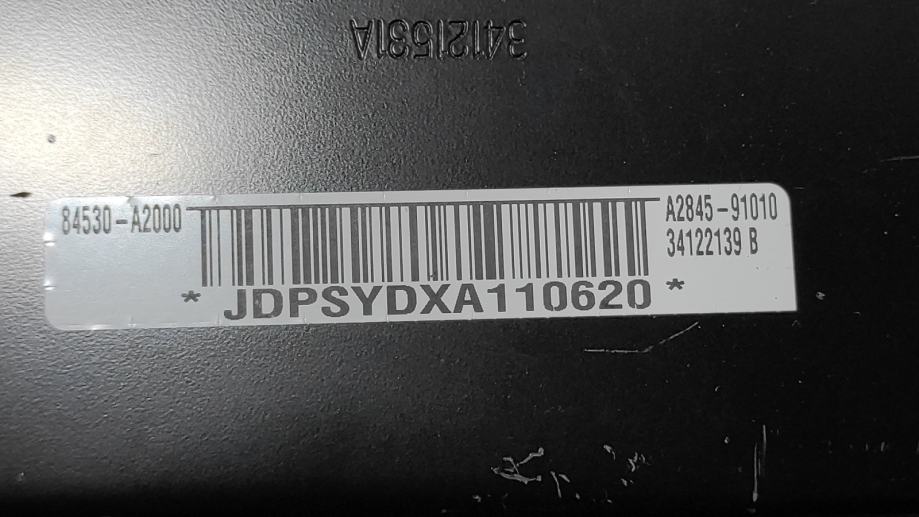 34121531A
84530-A2000
A2845-91010
34122139 B
* JDPSYDXA110620 *